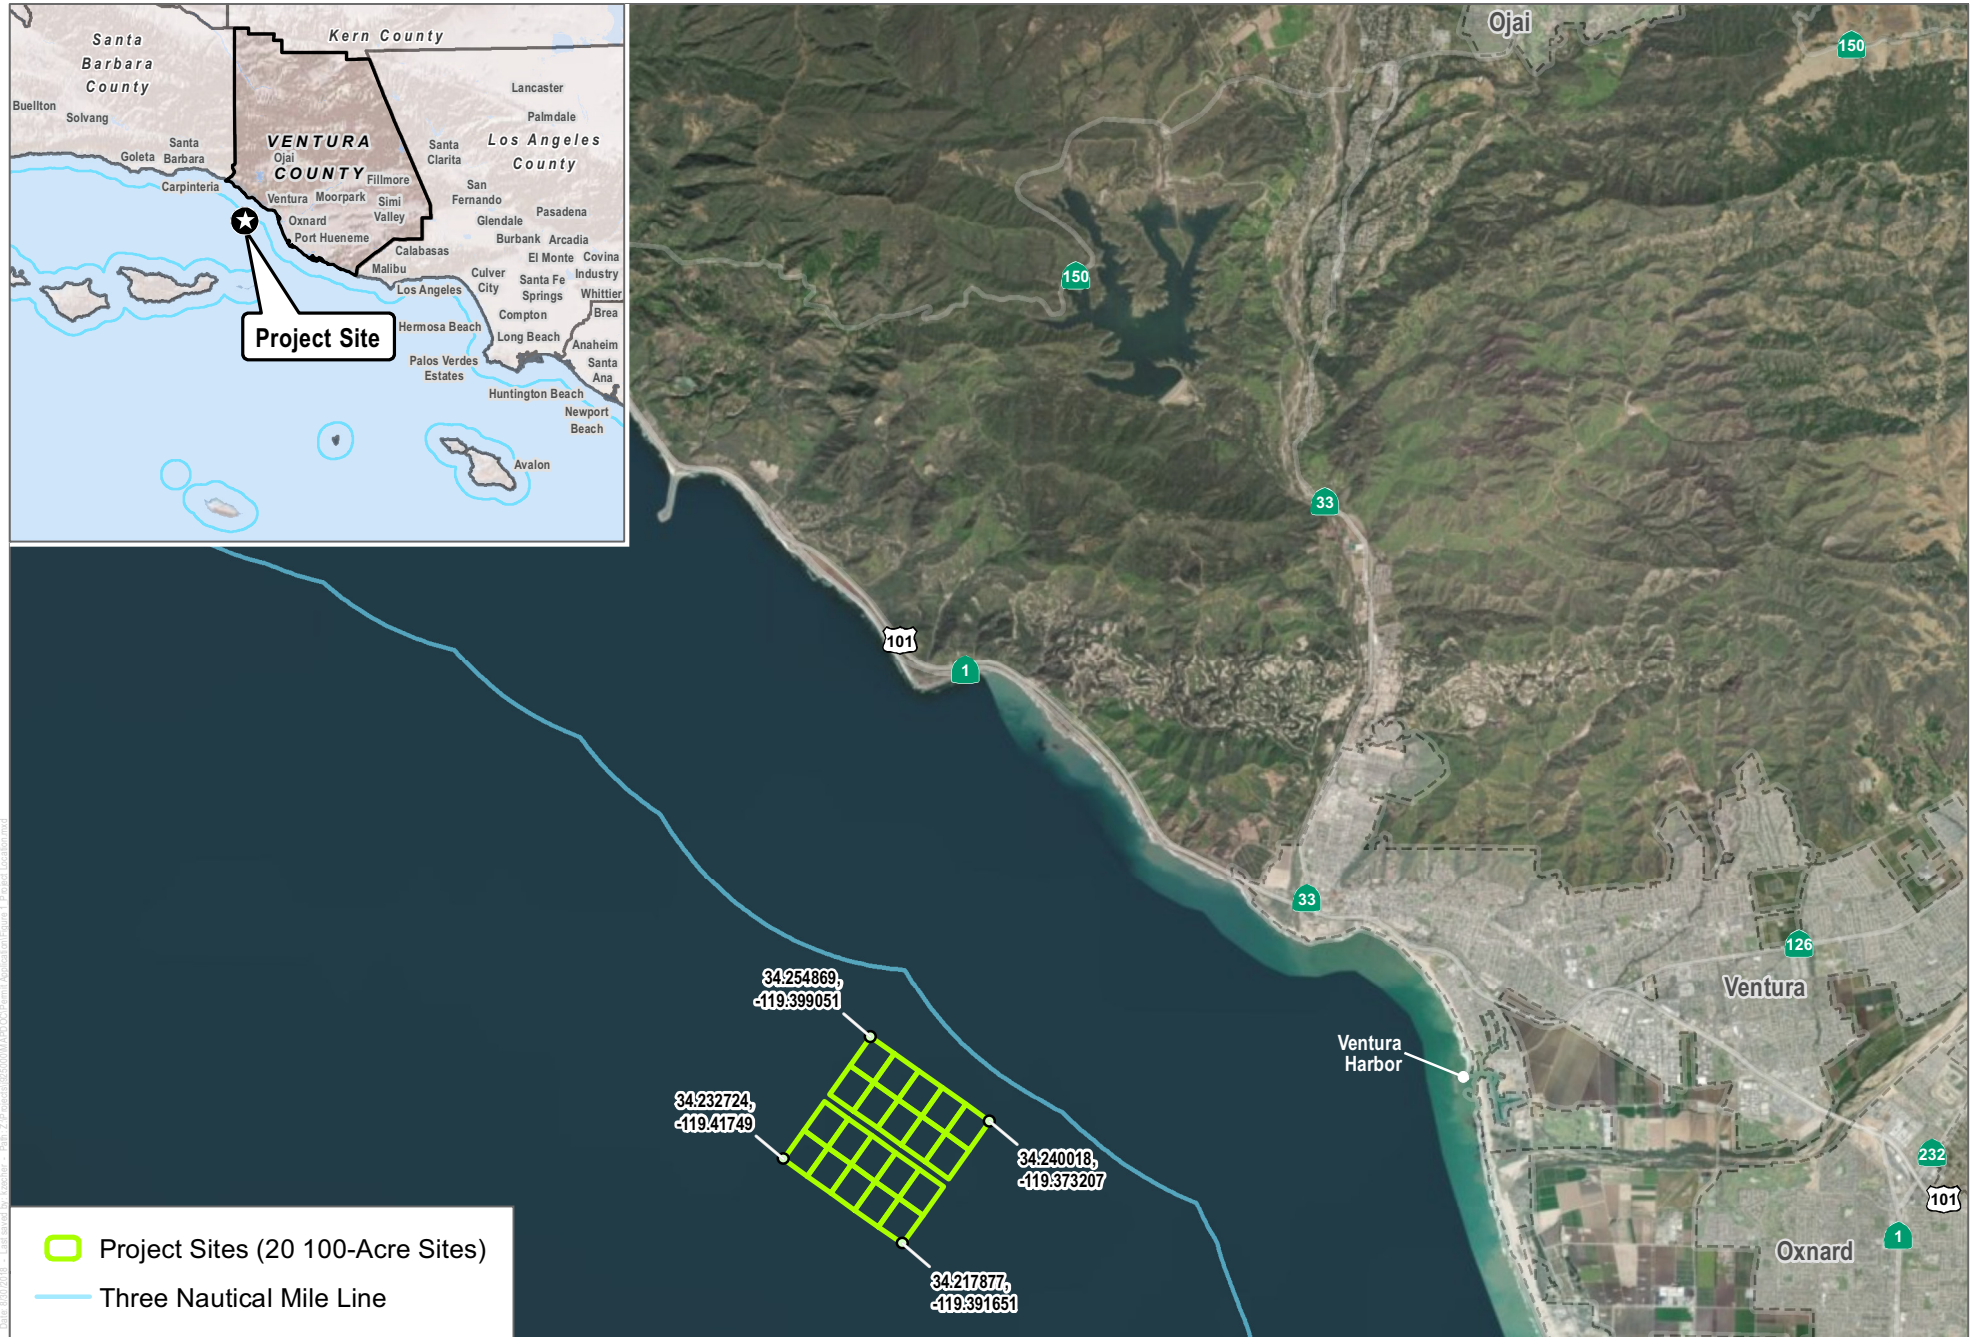 Santa
Barbara
County
Kern County
Buellton
Solvang
Lancaster
Palmdale
Los Angeles
County
Santa
Barbara
Goleta
Carpinteria
VENTURA
COUNTY
Ojai
Fillmore
Ventura
Moorpark
Simi
Valley
Oxnard
Port Hueneme
Santa
Clarita
San
Fernando
Pasadena
Glendale
Burbank
Arcadia
El Monte
Covina
Calabasas
Malibu
Los Angeles
Culver
City
Santa Fe
Springs
Industry
Whittier
Brea
Compton
Hermosa Beach
Long Beach
Anaheim
Santa
Ana
Palos Verdes
Estates
Huntington Beach
Newport
Beach
Avalon
Project Site
Ojai
150
150
33
101
1
33
126
Ventura
Ventura
Harbor
232
101
1
Oxnard
34.254869,
-119.399051
34.232724,
-119.41749
34.240018,
-119.373207
34.217877,
-119.391651
Project Sites (20 100-Acre Sites)
Three Nautical Mile Line